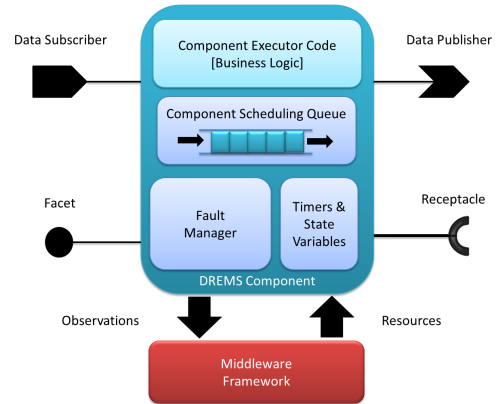 Data Subscriber
Component Executor Code
[Business Logic]
Data Publisher
Component Scheduling Queue
Facet
Fault
Manager
Timers &
State
Variables
Receptacle
DREMS Component
Observations
Resources
Middleware
Framework